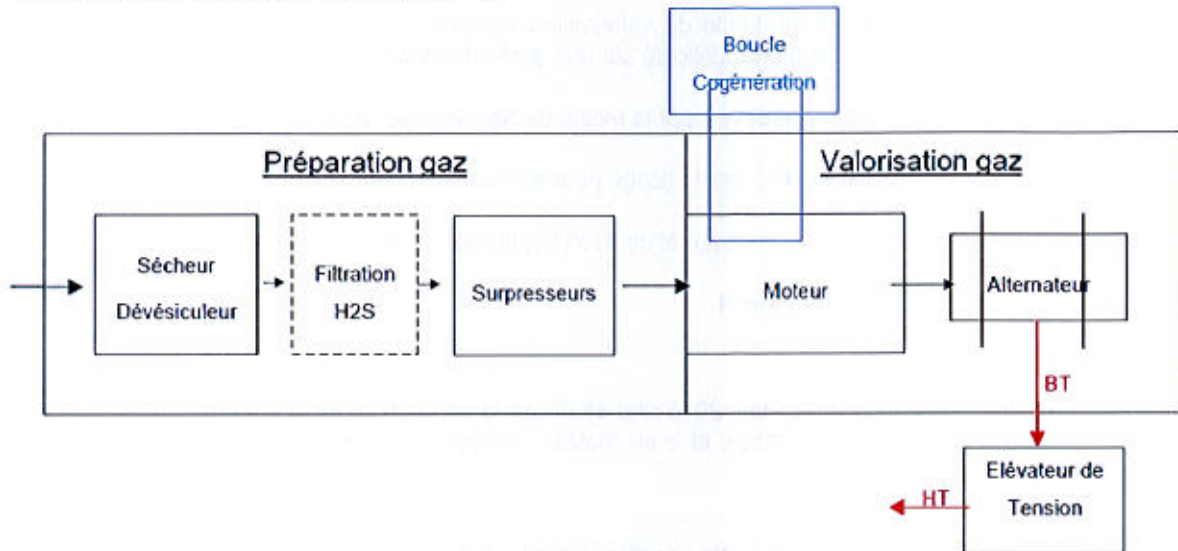 Boucle
Cogénération
Préparation gaz
Valorisation gaz
Sécheur
Dévésiculeur
Filtration
H2S
Surpresseurs
Moteur
Alternateur
BT
Elévateur de
Tension
HT